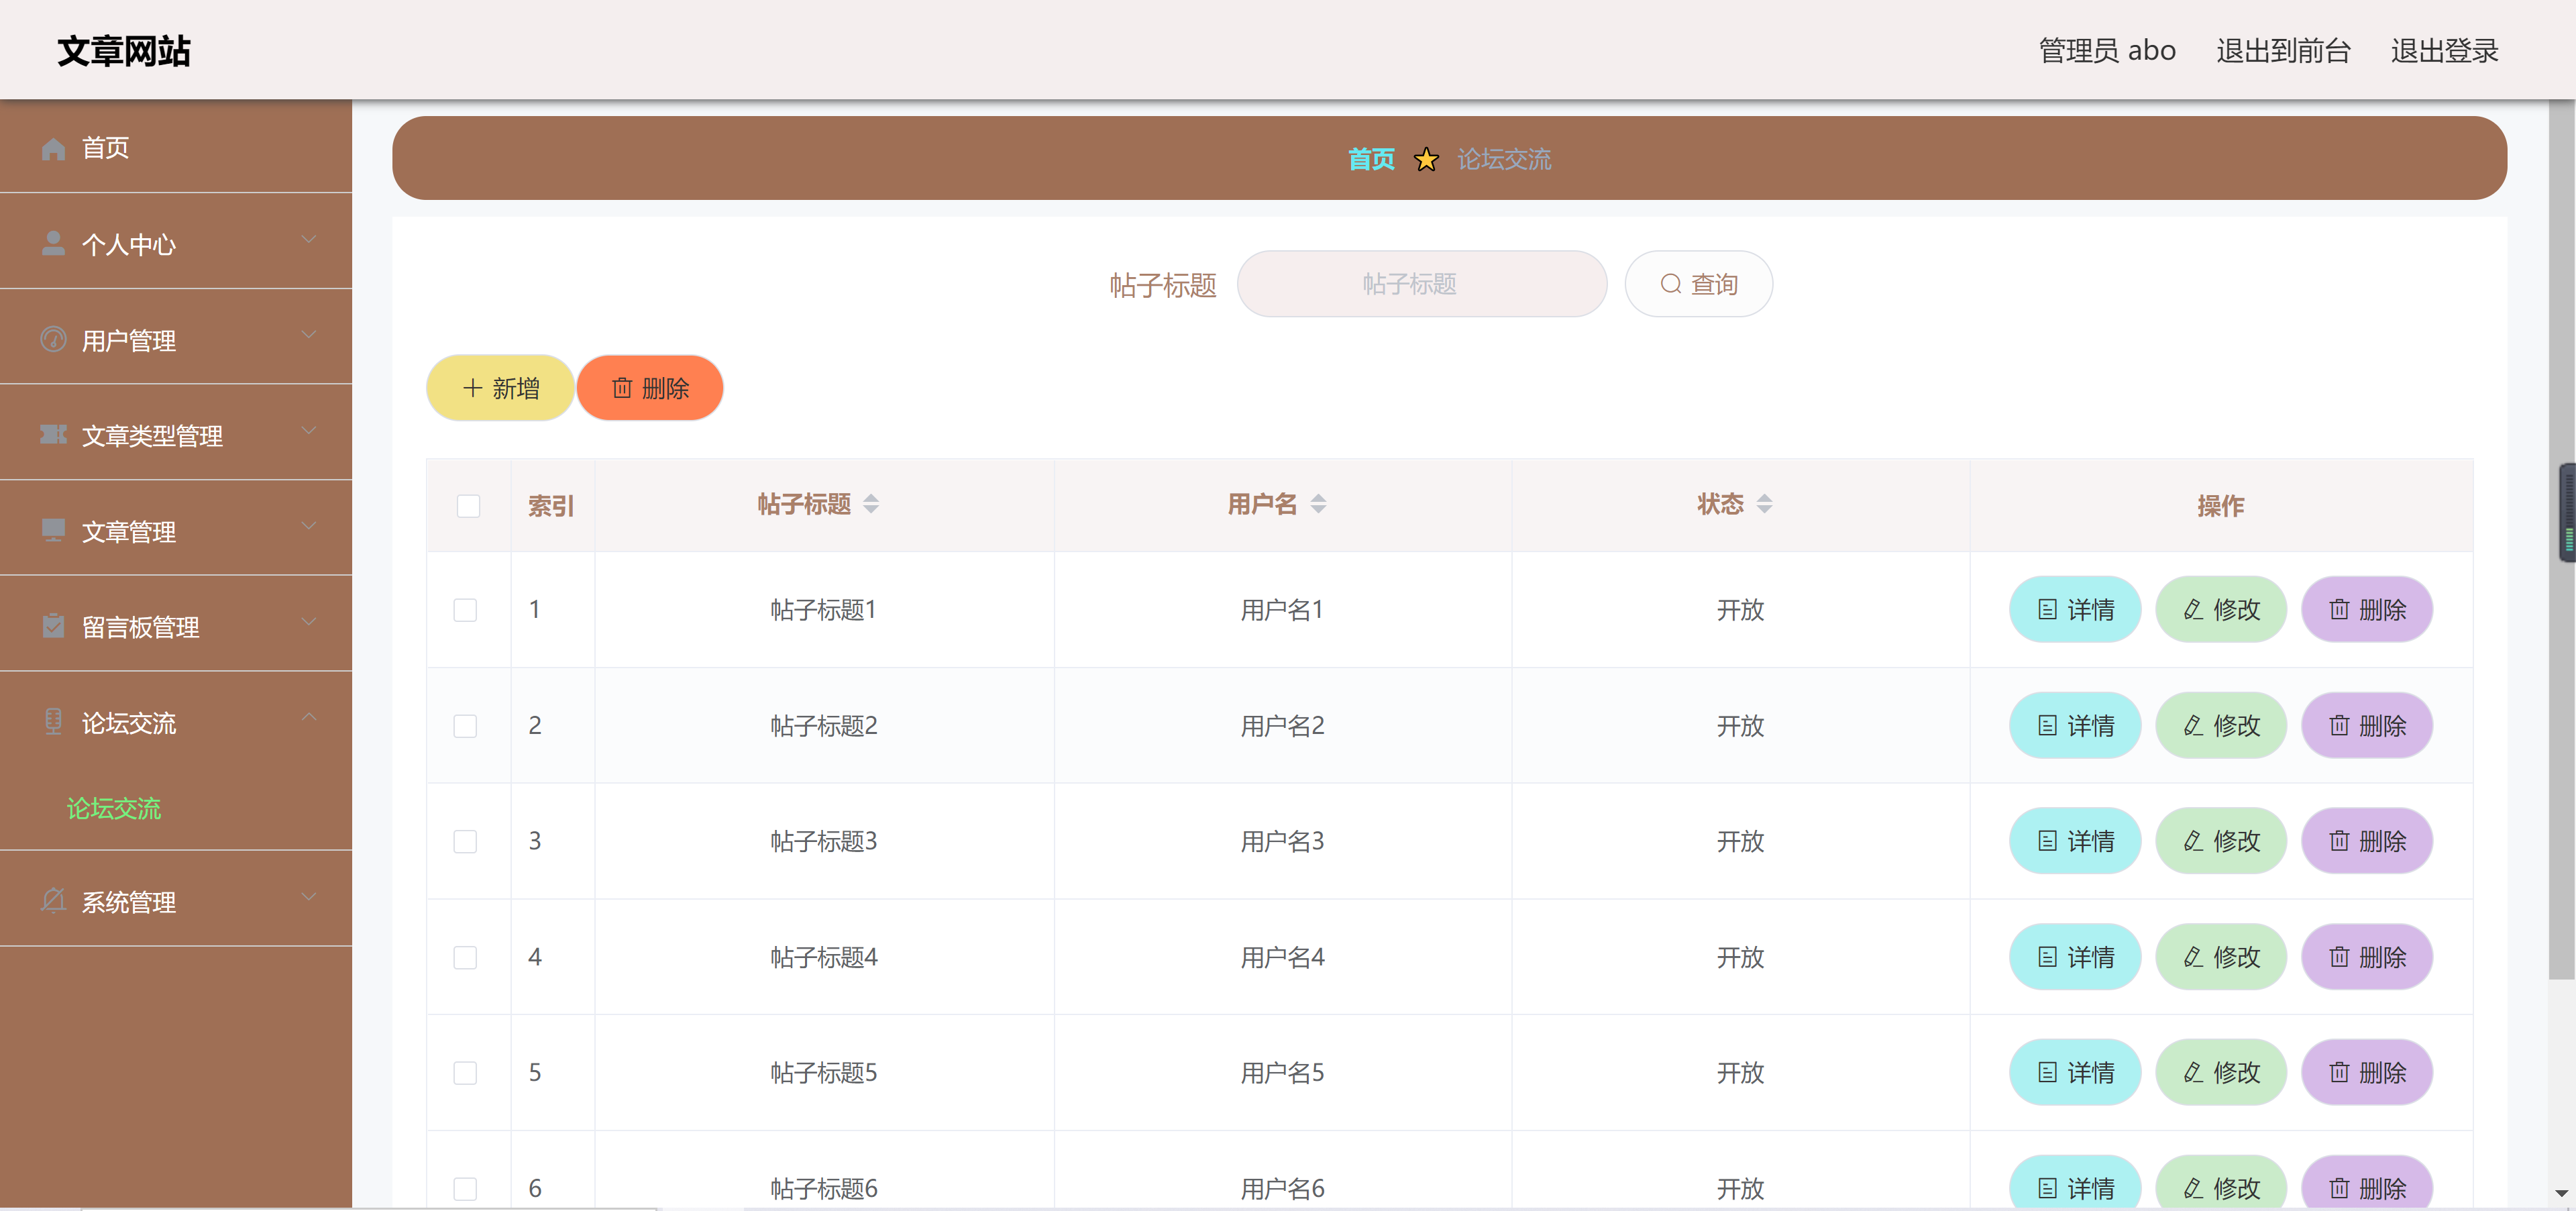 文章网站
管理员 abo 退出到前台 退出登录
首页
个人中心
用户管理
文章类型管理
文章管理
留言板管理
论坛交流
论坛交流
系统管理
首页 论坛交流
帖子标题 帖子标题 查询
新增 删除
索引 帖子标题 用户名 状态 操作
1 帖子标题1 用户名1 开放 详情 修改 删除
2 帖子标题2 用户名2 开放 详情 修改 删除
3 帖子标题3 用户名3 开放 详情 修改 删除
4 帖子标题4 用户名4 开放 详情 修改 删除
5 帖子标题5 用户名5 开放 详情 修改 删除
6 帖子标题6 用户名6 开放 详情 修改 删除